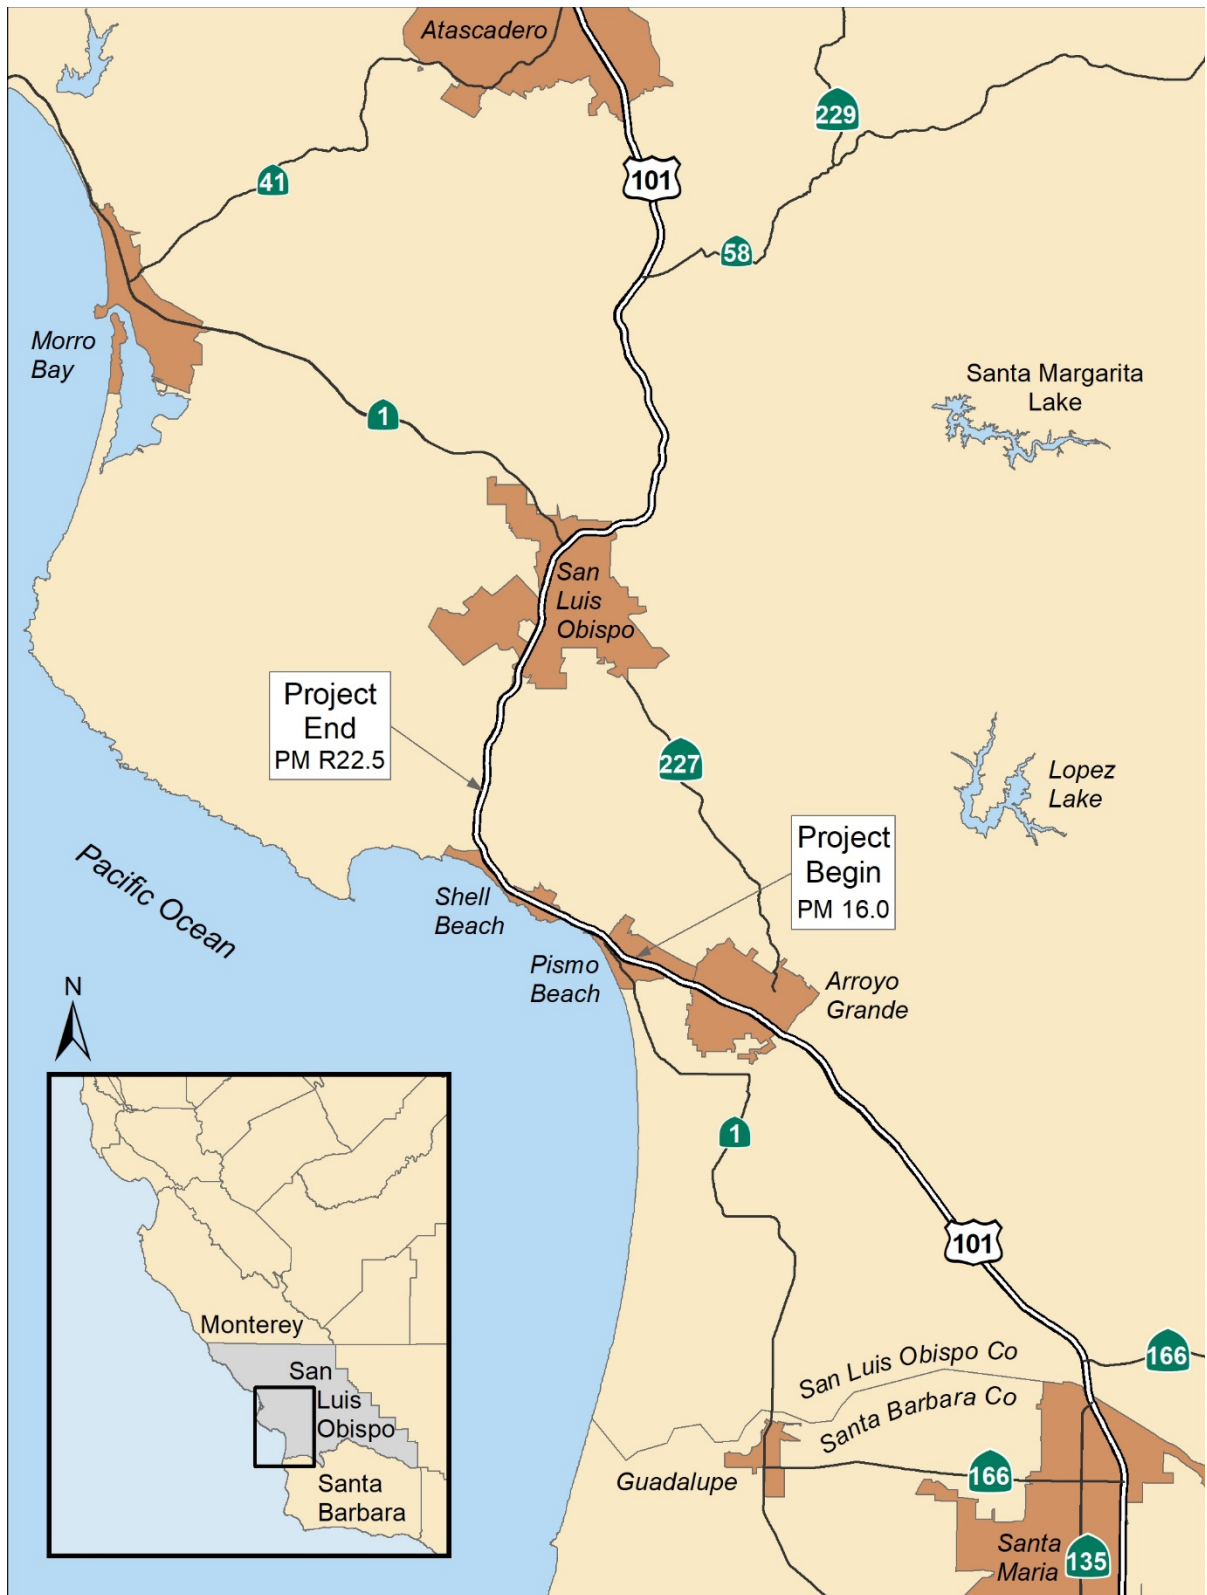 Atascadero
229
101
41
58
Morro
Bay
Santa Margarita
Lake
1
San
Luis
Obispo
Project
End
PM R22.5
227
Lopez
Lake
Project
Begin
PM 16.0
Pacific Ocean
Shell
Beach
Pismo
Beach
Arroyo
Grande
N
1
101
Monterey
San
Luis
Obispo
Santa
Barbara
166
San Luis Obispo Co
Santa Barbara Co
Guadalupe
166
Santa
Maria
135